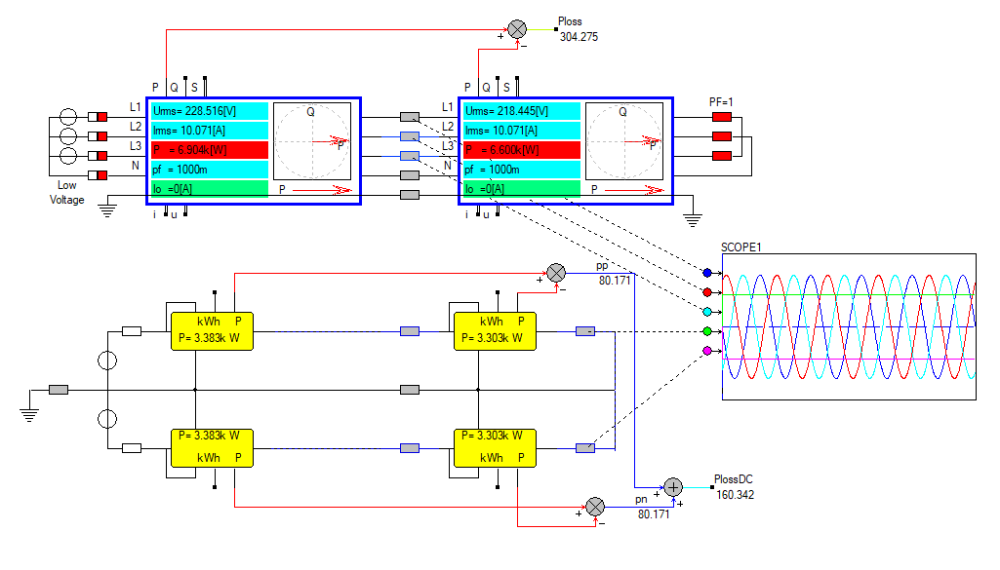 Ploss
304.275
P Q S
P Q S
L1
L2
L3
N
Urms= 228.516[V]
Irms= 10.071[A]
P = 6.904k[W]
pf = 1000m
Io =0[A]
Q
P
P
L1
L2
L3
N
Urms= 218.445[V]
Irms= 10.071[A]
P = 6.600k[W]
pf = 1000m
Io =0[A]
Q
P
P
PF=1
Low
Voltage
i u
i u
SCOPE1
pp
80.171
kWh P
P= 3.383k W
kWh P
P= 3.303k W
P= 3.383k W
kWh P
P= 3.303k W
kWh P
PlossDC
160.342
pn
80.171